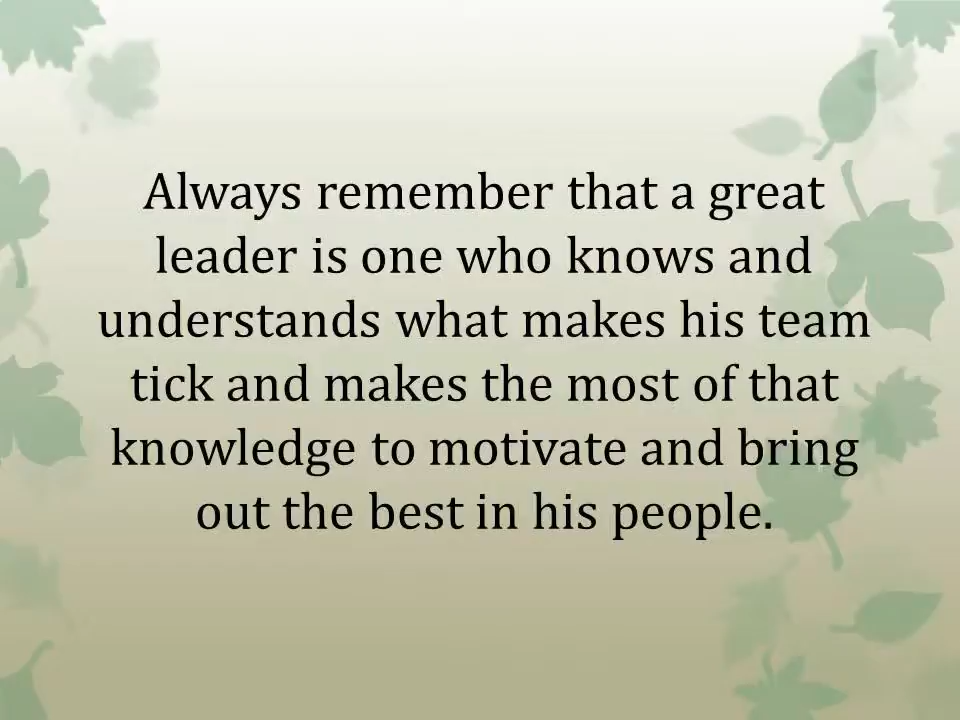 Always remember that a great
leader is one who knows and
understands what makes his team
tick and makes the most of that
knowledge to motivate and bring
out the best in his people.